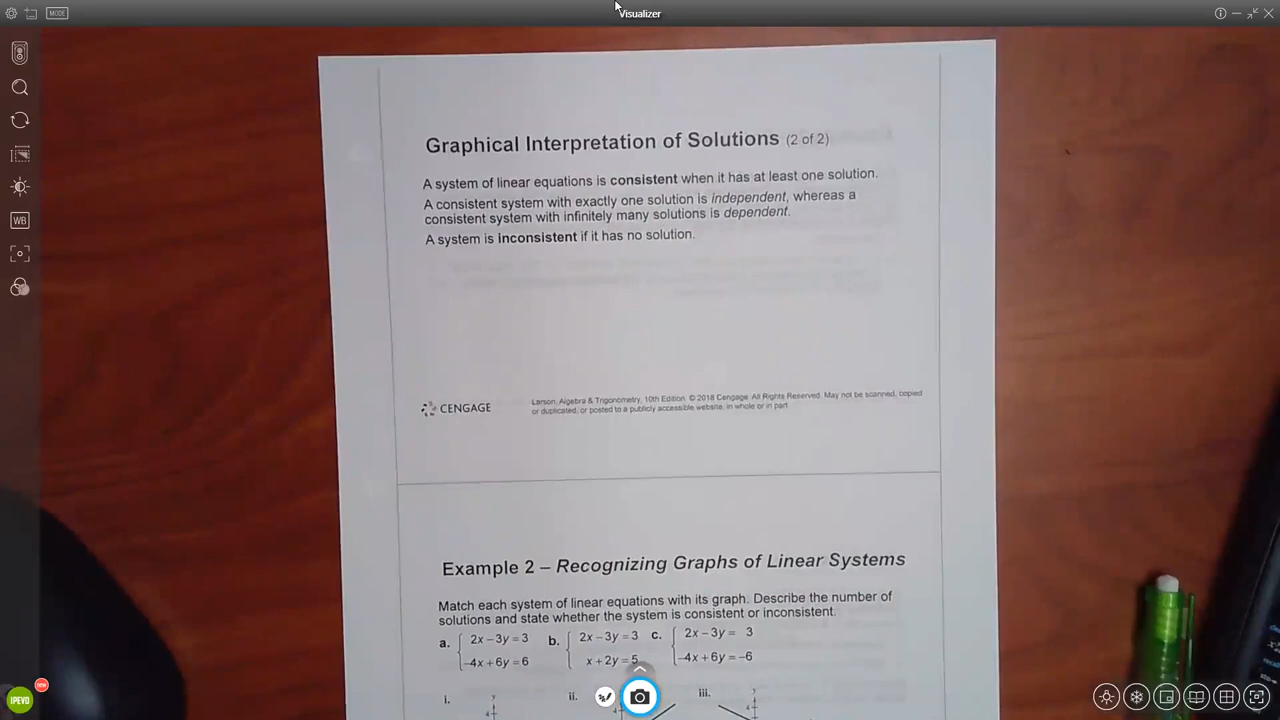 MODE
Visualizer
WB
Graphical Interpretation of Solutions (2 of 2)
A system of linear equations is consistent when it has at least one solution.
A consistent system with exactly one solution is independent, whereas a
consistent system with infinitely many solutions is dependent.
A system is inconsistent if it has no solution.
CENGAGE
Larson, Algebra & Trigonometry, 10th Edition. © 2018 Cengage. All Rights Reserved. May not be scanned, copied
or duplicated, or posted to a publicly accessible website, in whole or in part.
Example 2 – Recognizing Graphs of Linear Systems
Match each system of linear equations with its graph. Describe the number of
solutions and state whether the system is consistent or inconsistent.
a. 2x – 3y = 3 b. 2x – 3y = 3 c. 2x – 3y = 3
–4x + 6y = 6 x + 2y = 5 –4x + 6y = –6
i. ii. iii.
y y
4 4 4
IPEVO
new